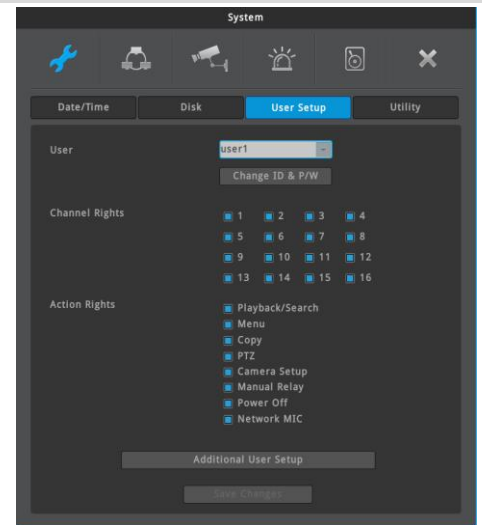 System
Date/Time Disk User Setup Utility
User user1
Change ID & P/W
Channel Rights 1 2 3 4
5 6 7 8
9 10 11 12
13 14 15 16
Action Rights Playback/Search
Menu
Copy
PTZ
Camera Setup
Manual Relay
Power Off
Network MIC
Additional User Setup
Save Changes